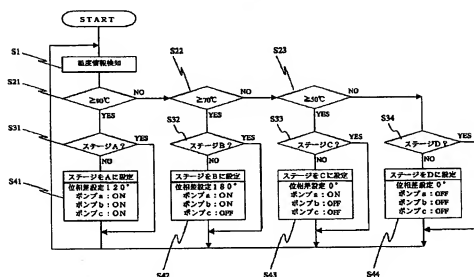 START
S1
温度情報検知
S21
≧80℃
NO
S22
≧70℃
NO
S23
≧50℃
NO
YES
YES
YES
S31
ステージA?
YES
NO
S32
ステージB?
YES
NO
S33
ステージC?
YES
NO
S34
ステージD?
YES
NO
S41
ステージをAに設定
位相差設定120°
ポンプa:ON
ポンプb:ON
ポンプc:ON
ステージをBに設定
位相差設定180°
ポンプa:ON
ポンプb:ON
ポンプc:OFF
S42
ステージをCに設定
位相差設定0°
ポンプa:ON
ポンプb:OFF
ポンプc:OFF
S43
ステージをDに設定
位相差設定0°
ポンプa:OFF
ポンプb:OFF
ポンプc:OFF
S44